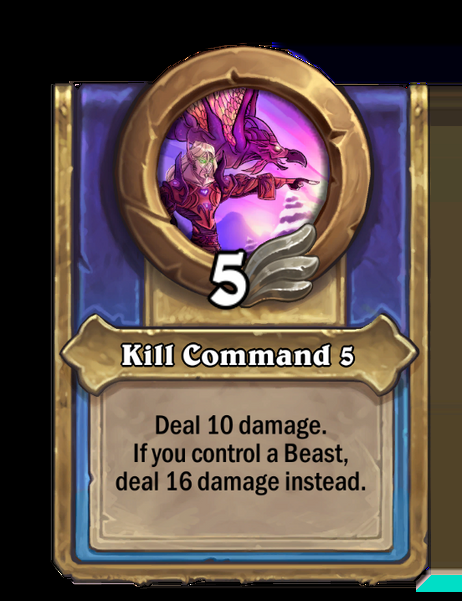 5
Kill Command 5
Deal 10 damage.
If you control a Beast,
deal 16 damage instead.